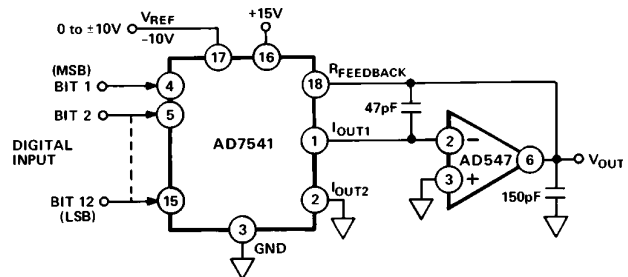 +15V
0 to ±10V
VREF
−10V
17
16
(MSB)
BIT 1
4
18
RFEEDBACK
BIT 2
5
47pF
DIGITAL
INPUT
AD7541
1
IOUT1
2
−
AD547
6
VOUT
3
+
BIT 12
(LSB)
15
2
IOUT2
150pF
3
GND